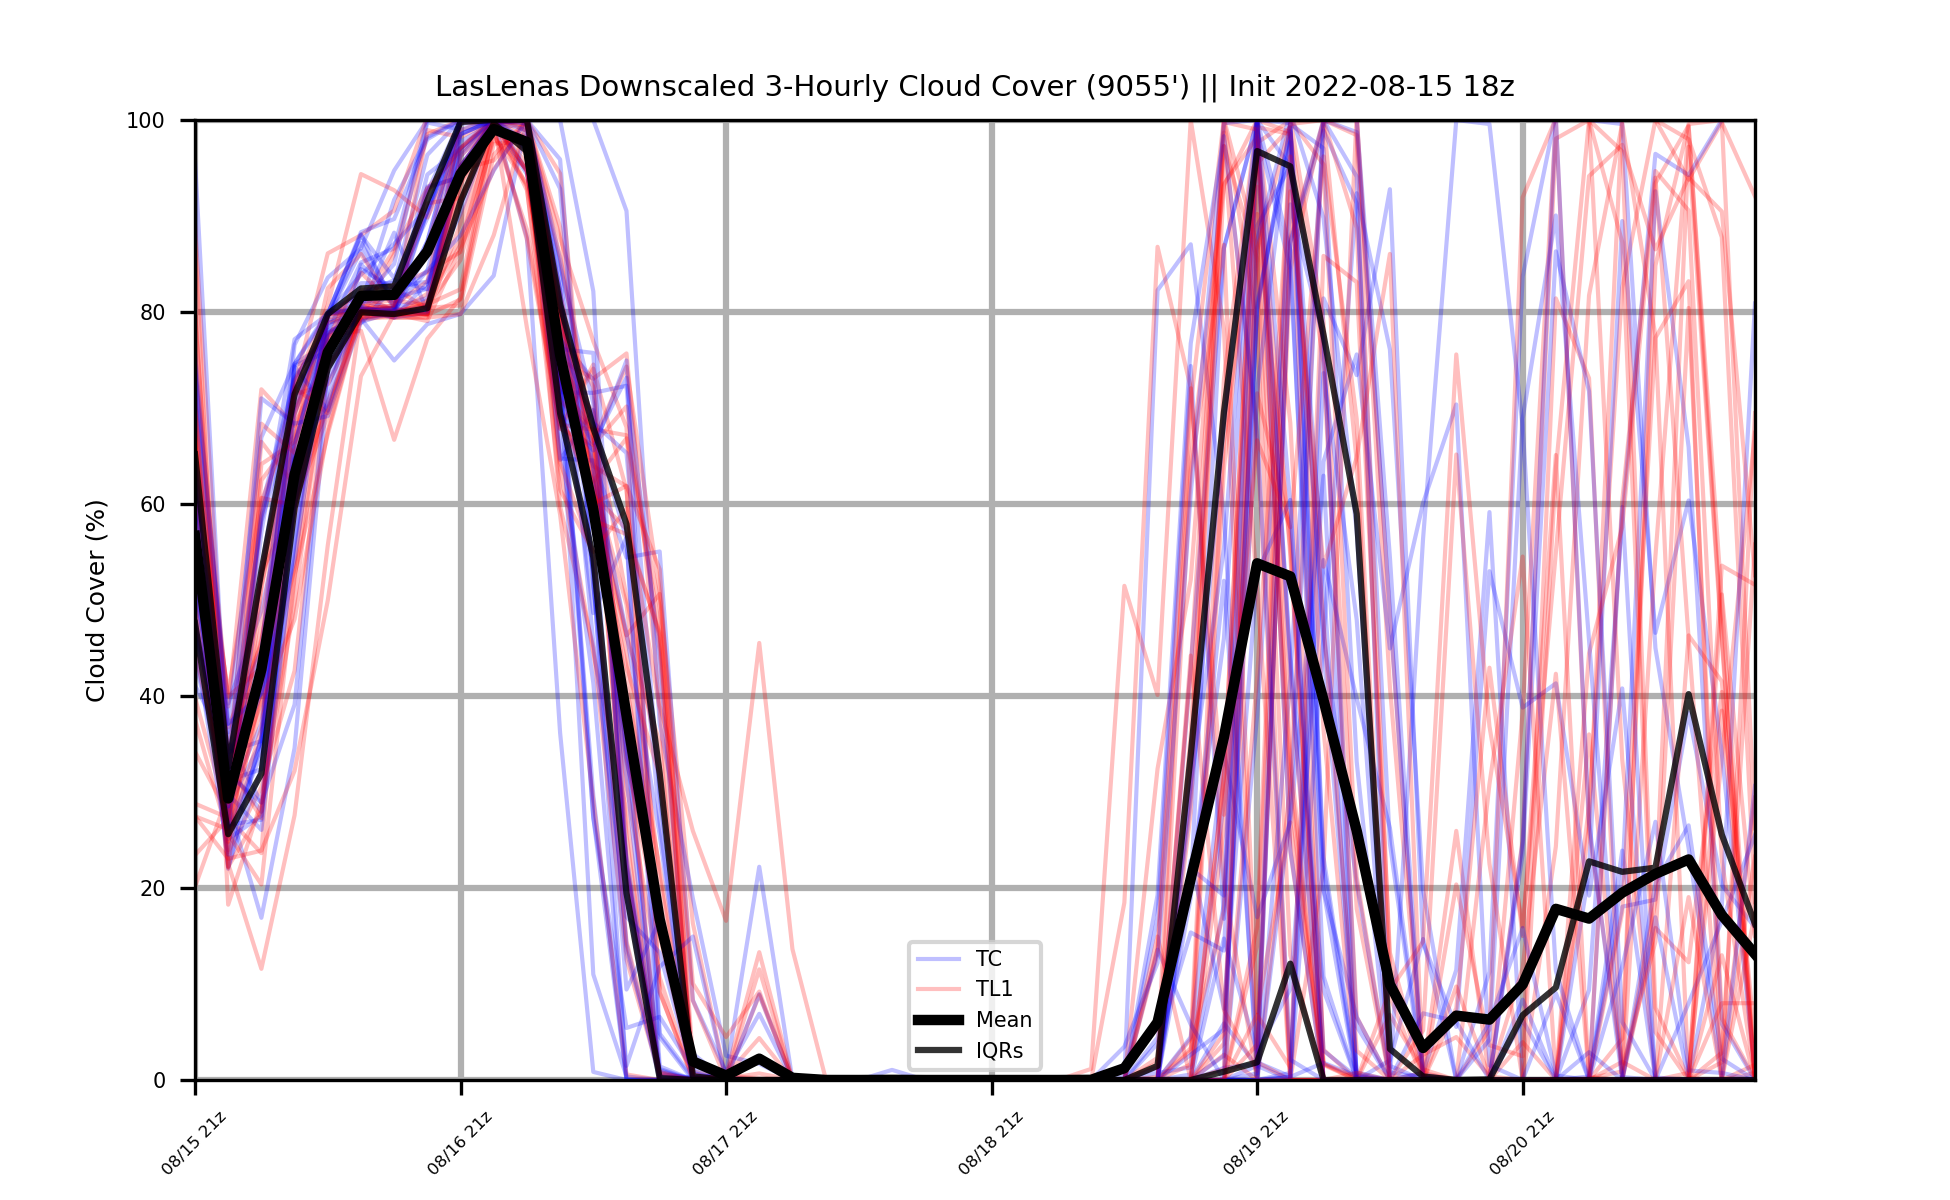 LasLenas Downscaled 3-Hourly Cloud Cover (9055') || Init 2022-08-15 18z
Cloud Cover (%)
100
80
60
40
20
0
TC
TL1
Mean
IQRs
08/15 21z
08/16 21z
08/17 21z
08/18 21z
08/19 21z
08/20 21z